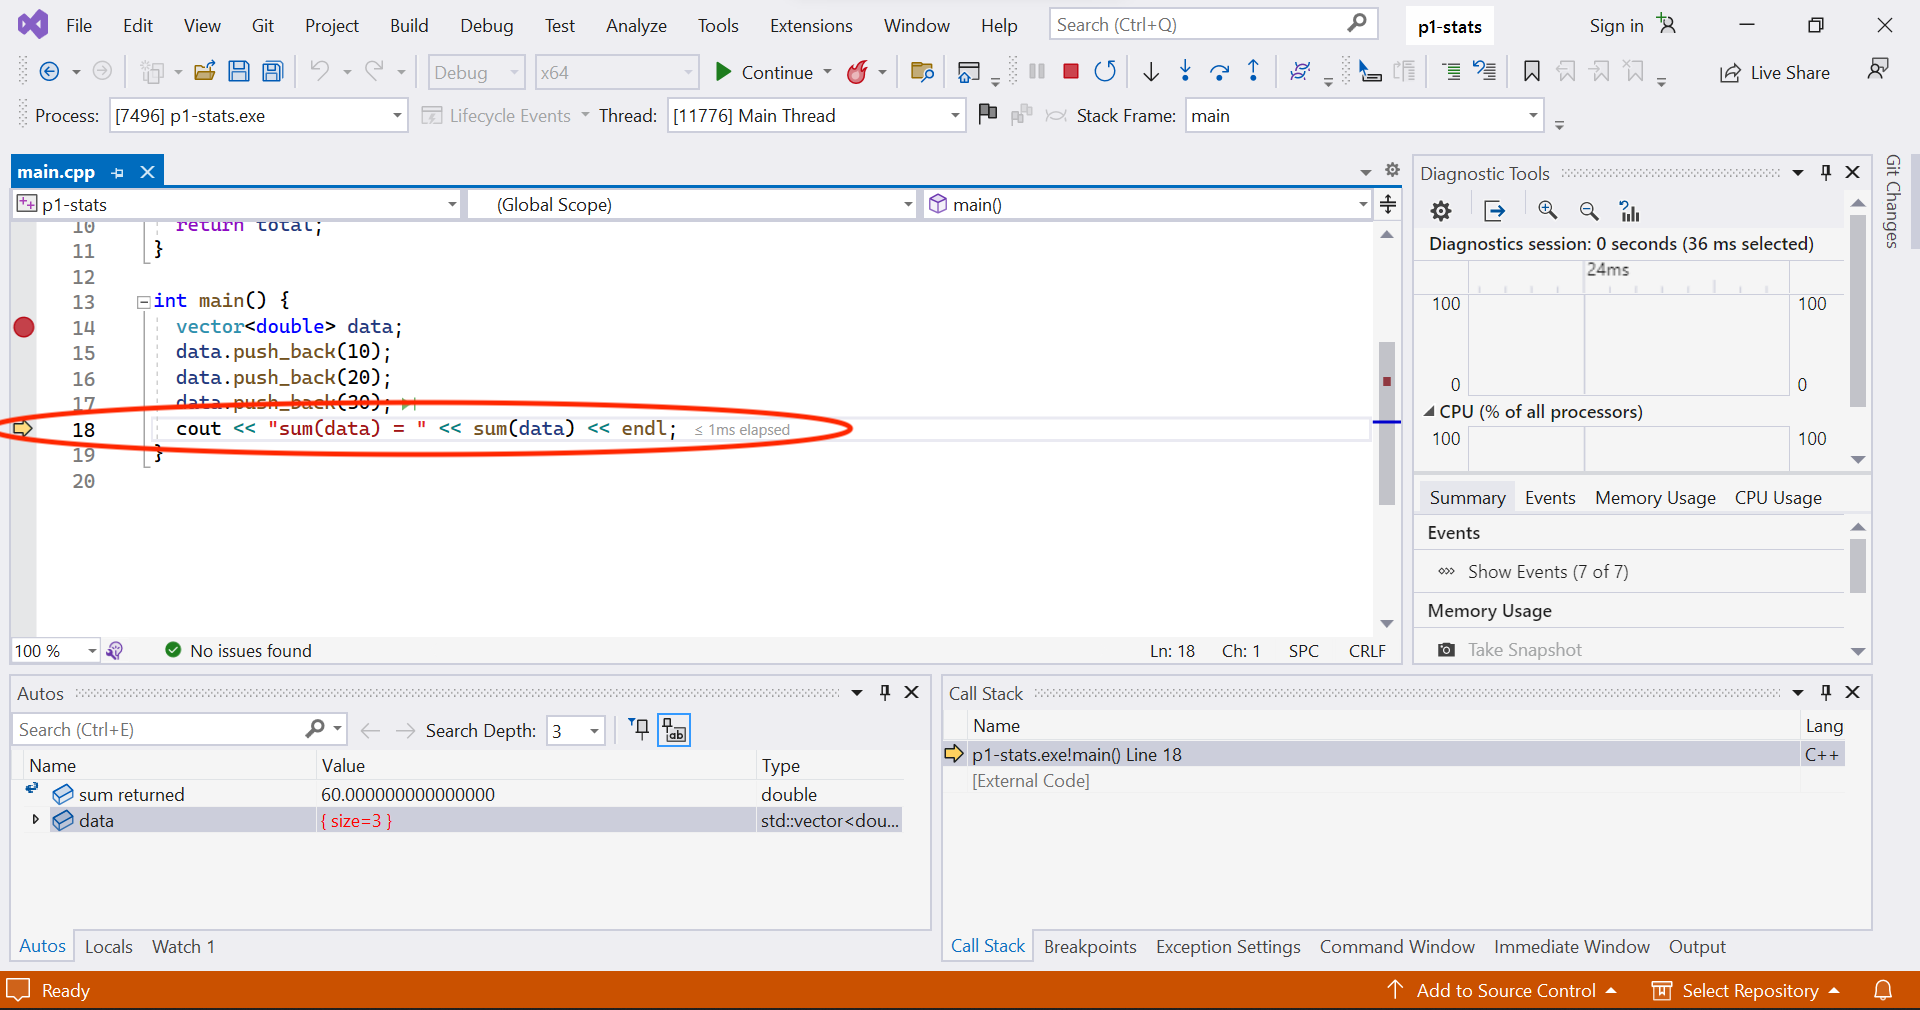 File Edit View Git Project Build Debug Test Analyze Tools Extensions Window Help Search (Ctrl+Q) p1-stats Sign in
Debug x64 Continue Live Share
Process: [7496] p1-stats.exe Lifecycle Events Thread: [11776] Main Thread Stack Frame: main
main.cpp
p1-stats (Global Scope) main()
10 return total;
11 }
12
13 int main() {
14 vector<double> data;
15 data.push_back(10);
16 data.push_back(20);
17 data.push_back(30);
18 cout << "sum(data) = " << sum(data) << endl; ≤ 1ms elapsed
19 }
20
100 % No issues found Ln: 18 Ch: 1 SPC CRLF
Diagnostic Tools
Diagnostics session: 0 seconds (36 ms selected)
24ms
100 100
0 0
CPU (% of all processors)
100 100
Summary Events Memory Usage CPU Usage
Events
Show Events (7 of 7)
Memory Usage
Take Snapshot
Git Changes
Autos
Search (Ctrl+E) Search Depth: 3
Name Value Type
sum returned 60.000000000000000 double
data { size=3 } std::vector<dou...
Autos Locals Watch 1
Call Stack
Name Lang
p1-stats.exe!main() Line 18 C++
[External Code]
Call Stack Breakpoints Exception Settings Command Window Immediate Window Output
Ready Add to Source Control Select Repository